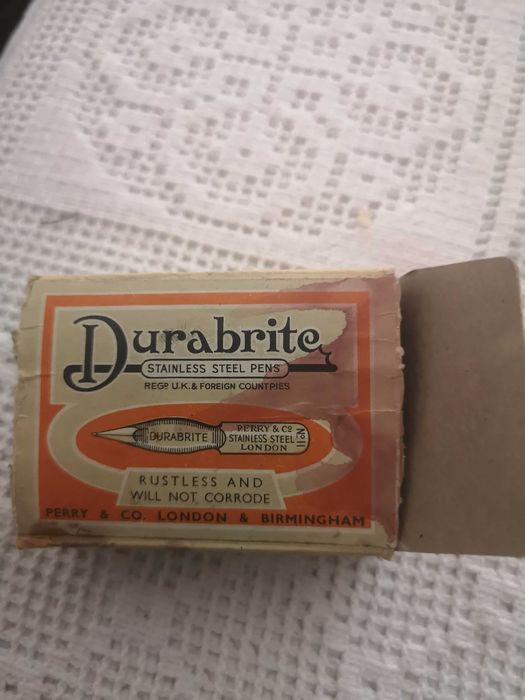 Durabrite
STAINLESS STEEL PENS
REGD U.K. & FOREIGN COUNTRIES
DURABRITE
PERRY & CO
STAINLESS STEEL
LONDON
No 11
RUSTLESS AND
WILL NOT CORRODE
PERRY & CO. LONDON & BIRMINGHAM